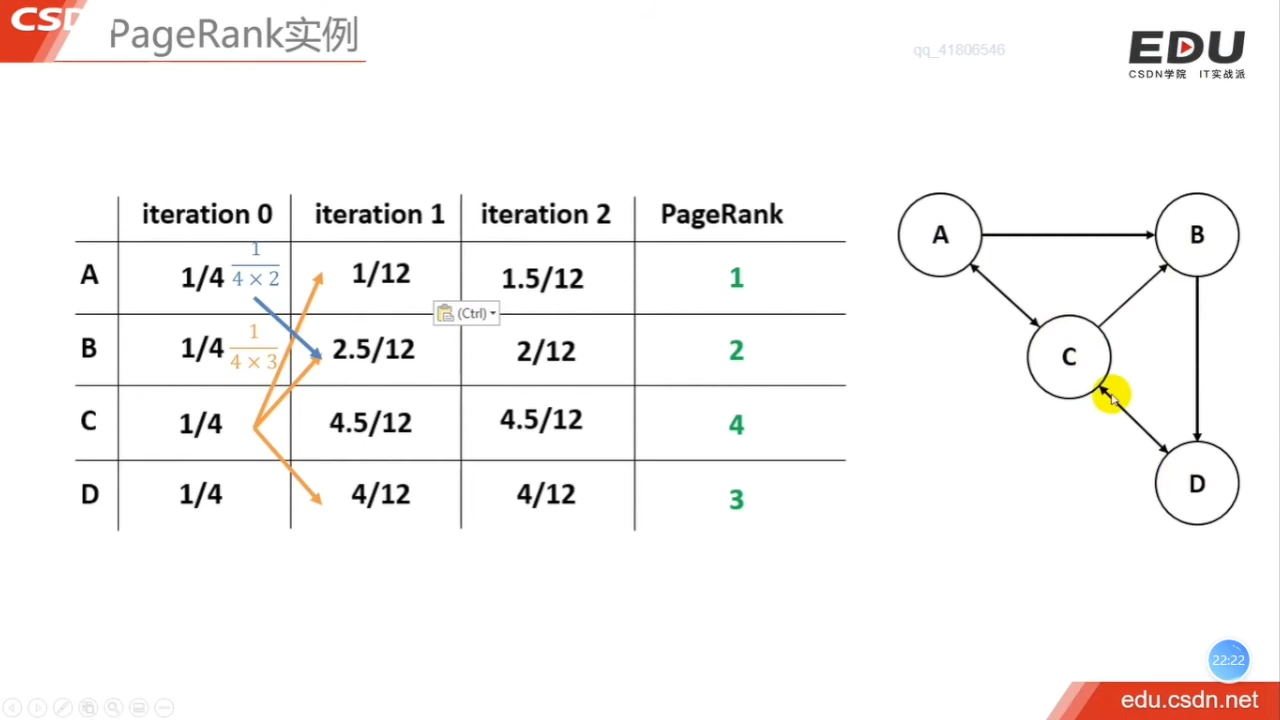 CSD
PageRank实例
qq_41806546
EDU
CSDN学院 IT实战派
iteration 0 iteration 1 iteration 2 PageRank
A 1/4 1/(4 × 2) 1/12 1.5/12 1
(Ctrl)
B 1/4 1/(4 × 3) 2.5/12 2/12 2
C 1/4 4.5/12 4.5/12 4
D 1/4 4/12 4/12 3
A
B
C
D
22:22
edu.csdn.net